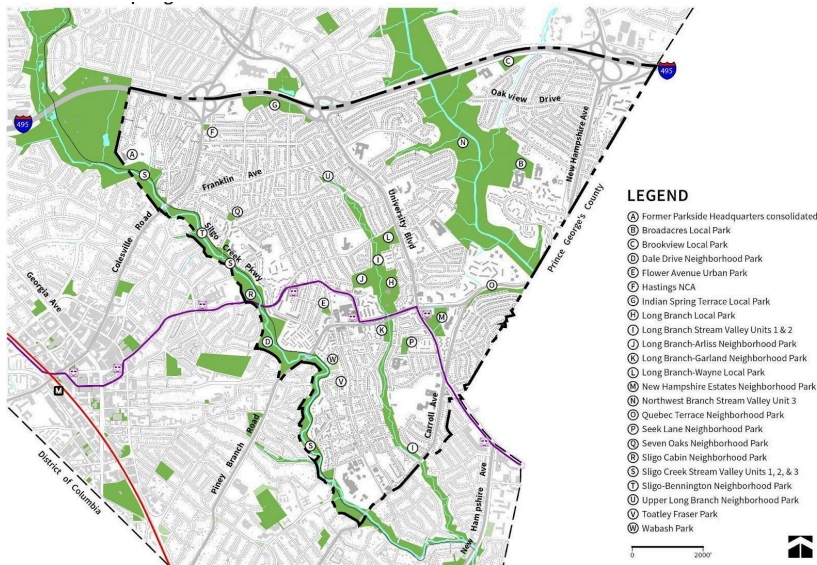 495
C
Oak view Drive
495
G
F
New Hampshire Ave
A
N
B
S
Franklin Ave
U
University Blvd
Prince George's County
Colesville Road
Q
T
Silgo Creek Pkwy
L
S
I
Georgia Ave
J
H
O
R
E
M
K
D
P
W
M
V
Carroll Ave
Piney Branch Road
S
I
District of Columbia
New Hampshire Ave
LEGEND
A Former Parkside Headquarters consolidated
B Broadacres Local Park
C Brookview Local Park
D Dale Drive Neighborhood Park
E Flower Avenue Urban Park
F Hastings NCA
G Indian Spring Terrace Local Park
H Long Branch Local Park
I Long Branch Stream Valley Units 1 & 2
J Long Branch-Arliss Neighborhood Park
K Long Branch-Garland Neighborhood Park
L Long Branch-Wayne Local Park
M New Hampshire Estates Neighborhood Park
N Northwest Branch Stream Valley Unit 3
O Quebec Terrace Neighborhood Park
P Seek Lane Neighborhood Park
Q Seven Oaks Neighborhood Park
R Sligo Cabin Neighborhood Park
S Sligo Creek Stream Valley Units 1, 2, & 3
T Sligo-Bennington Neighborhood Park
U Upper Long Branch Neighborhood Park
V Toatley Fraser Park
W Wabash Park
0 2000'